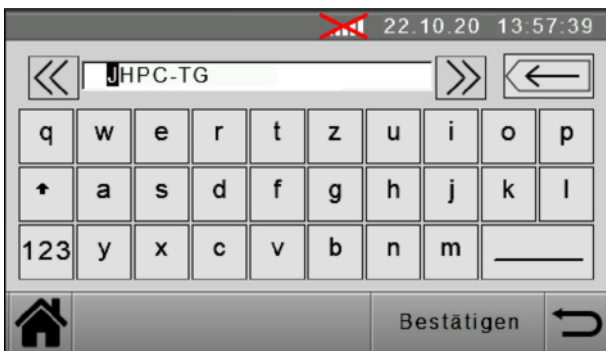 22.10.20 13:57:39
JHPC-TG
q w e r t z u i o p
a s d f g h j k l
123 y x c v b n m
Bestätigen